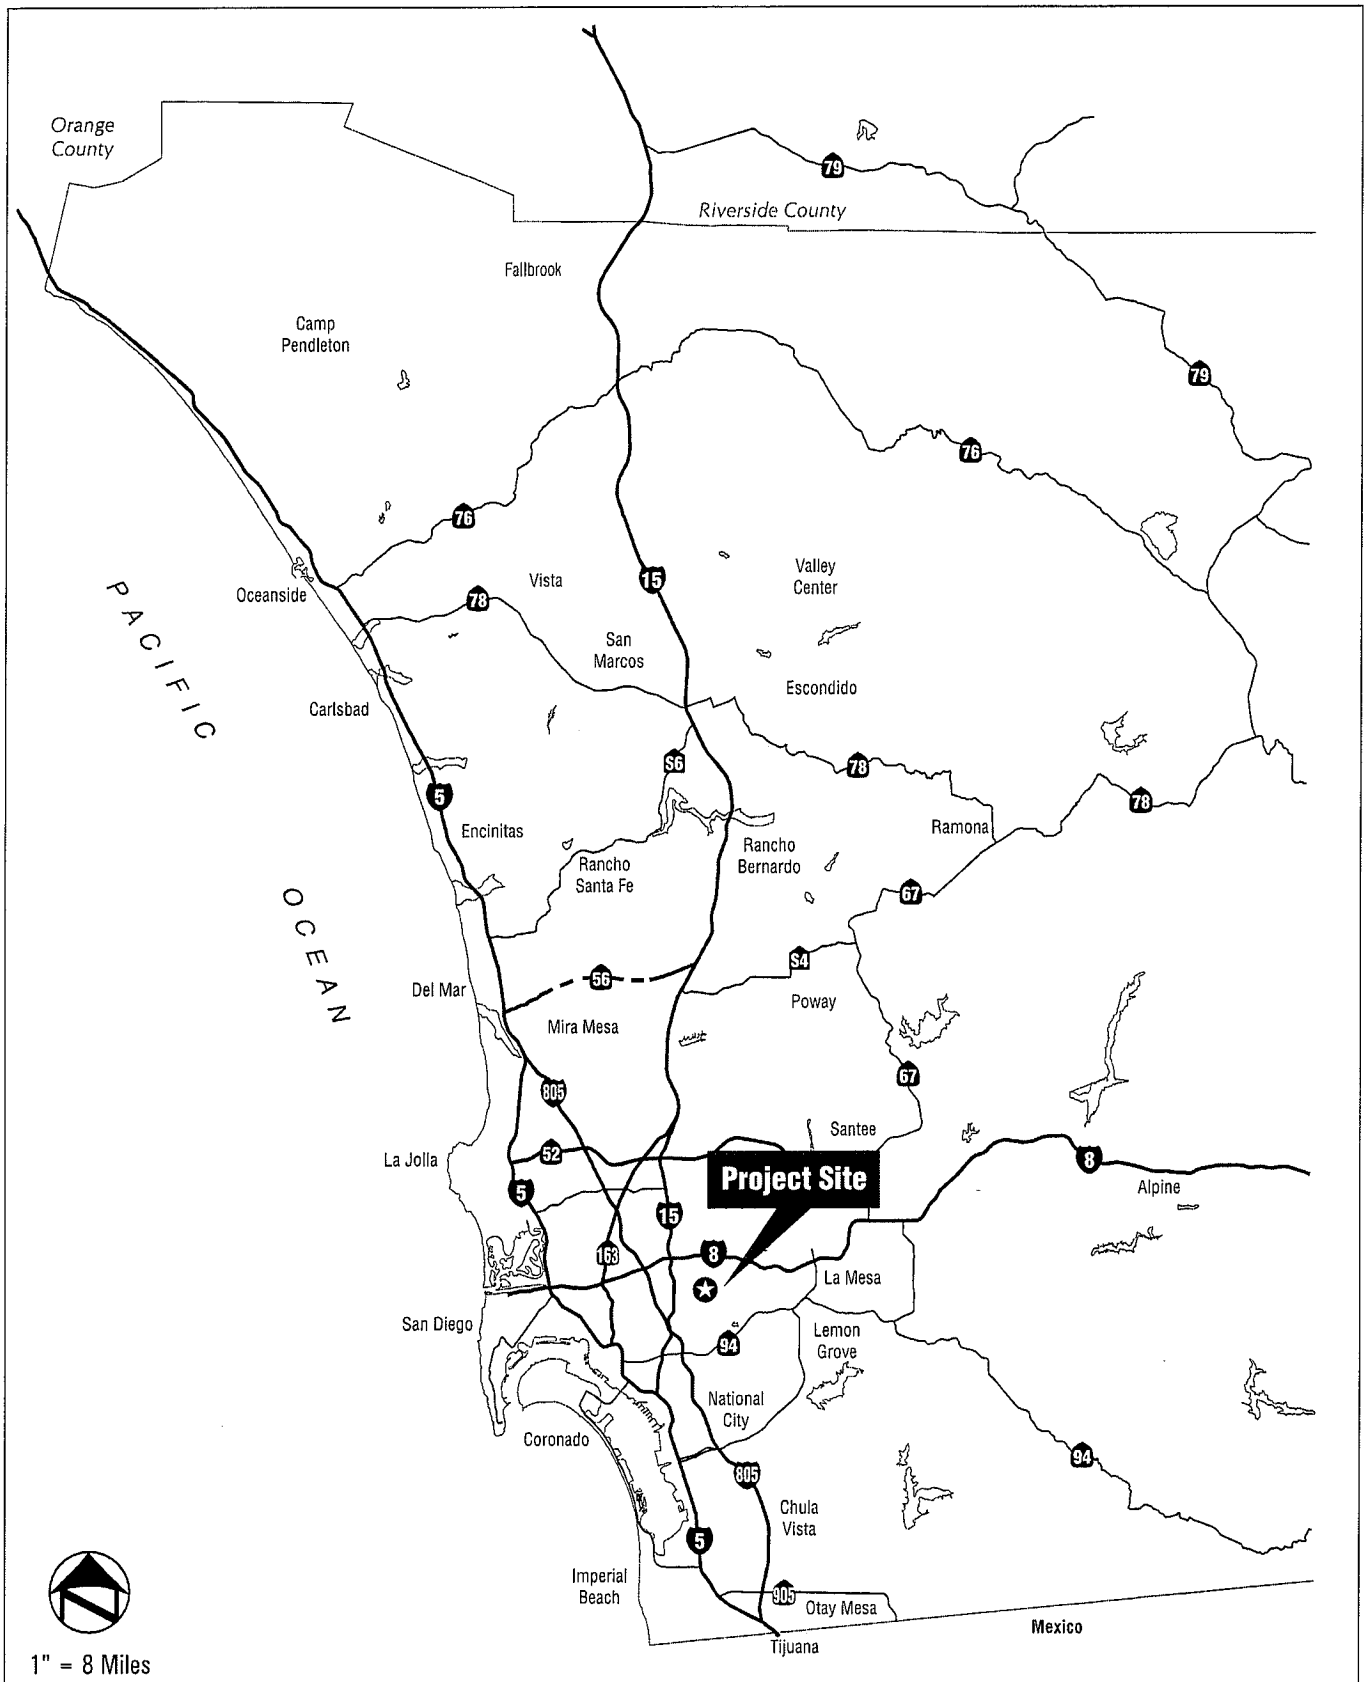 Orange
County
79
Riverside County
Fallbrook
Camp
Pendleton
79
76
76
15
Valley
Center
Vista
Oceanside
78
San
Marcos
PACIFIC
Escondido
Carlsbad
S6
78
5
78
Encinitas
Ramona
Rancho
Bernardo
Rancho
Santa Fe
67
OCEAN
S4
56
Del Mar
Poway
Mira Mesa
67
805
Santee
52
La Jolla
8
Project Site
Alpine
5
15
163
8
La Mesa
San Diego
Lemon
Grove
94
National
City
Coronado
94
805
Chula
Vista
5
Imperial
Beach
905
Otay Mesa
Mexico
Tijuana
1" = 8 Miles